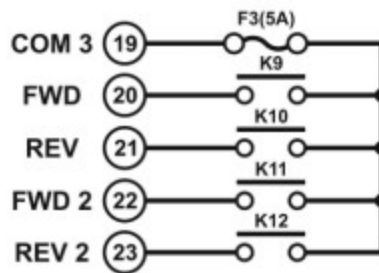 F3(5A)
COM 3 19
K9
FWD 20
K10
REV 21
K11
FWD 2 22
K12
REV 2 23